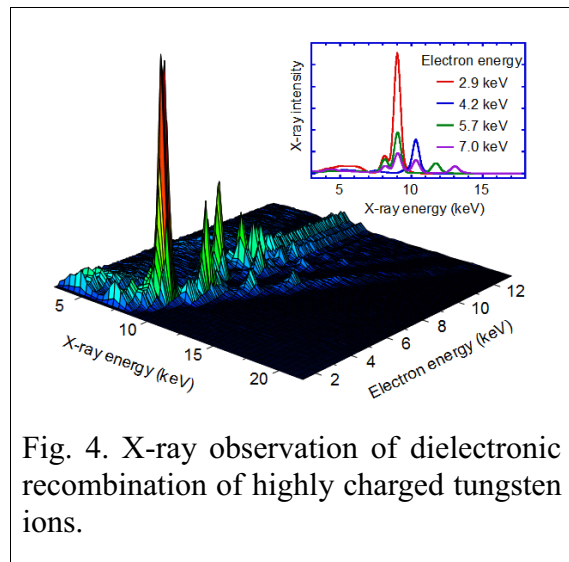 Electron energy
2.9 keV
4.2 keV
5.7 keV
7.0 keV
X-ray intensity
5 10 15
X-ray energy (keV)
5 10 15 20
X-ray energy (keV)
2 4 6 8 10 12
Electron energy (keV)
Fig. 4. X-ray observation of dielectronic
recombination of highly charged tungsten
ions.